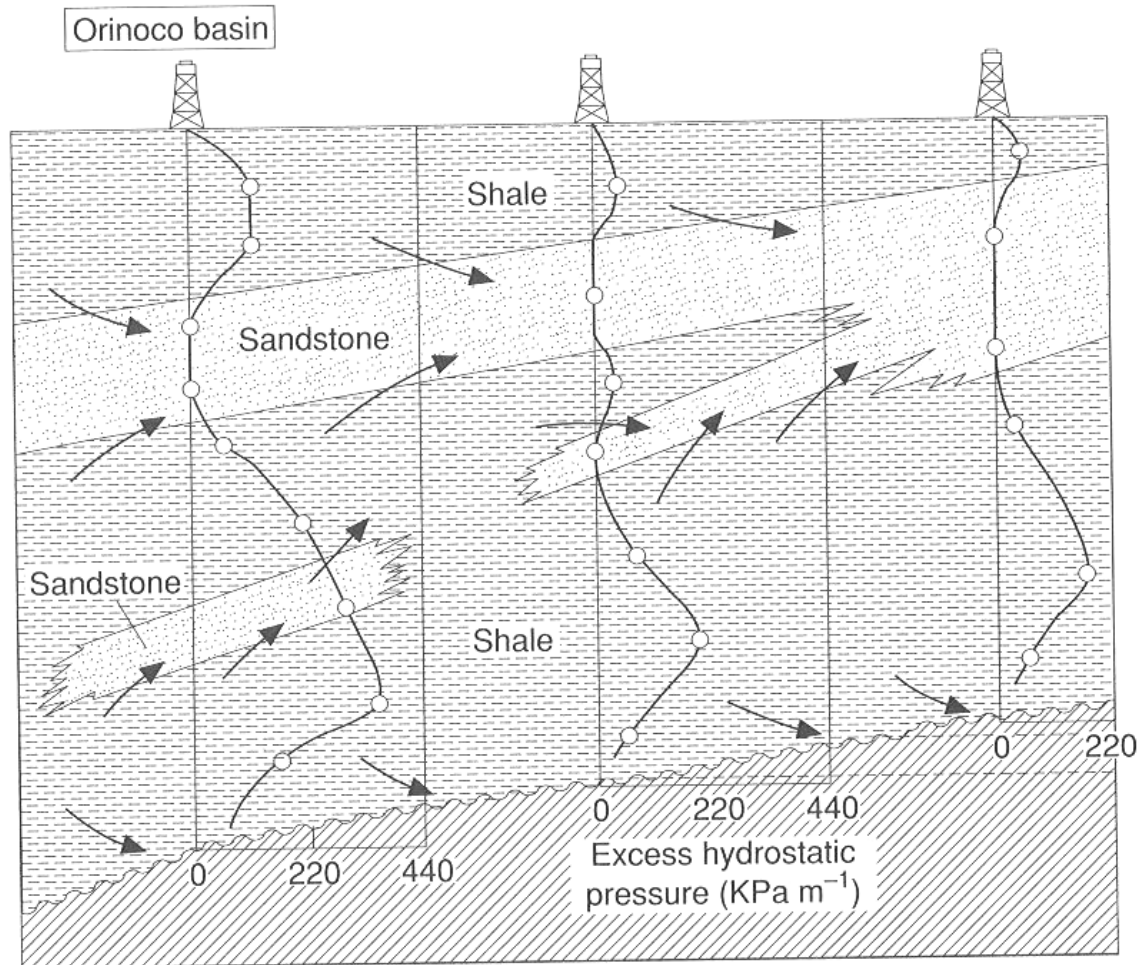 Orinoco basin
Shale
Sandstone
Sandstone
Shale
0 220
0 220 440
0 220 440
Excess hydrostatic
pressure (KPa m⁻¹)